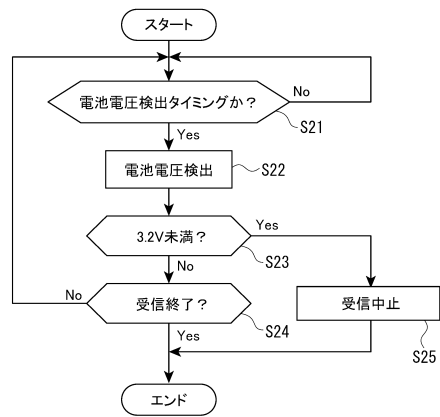 スタート
電池電圧検出タイミングか？
No
S21
Yes
電池電圧検出
S22
3.2V未満？
Yes
S23
No
受信終了？
No
S24
受信中止
S25
Yes
エンド